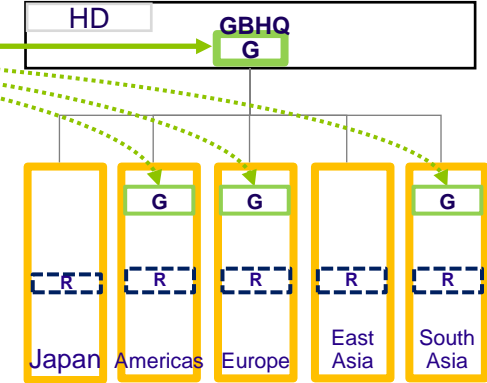 HD
GBHQ
G
G
G
G
R
R
R
R
R
Japan
Americas
Europe
East
Asia
South
Asia